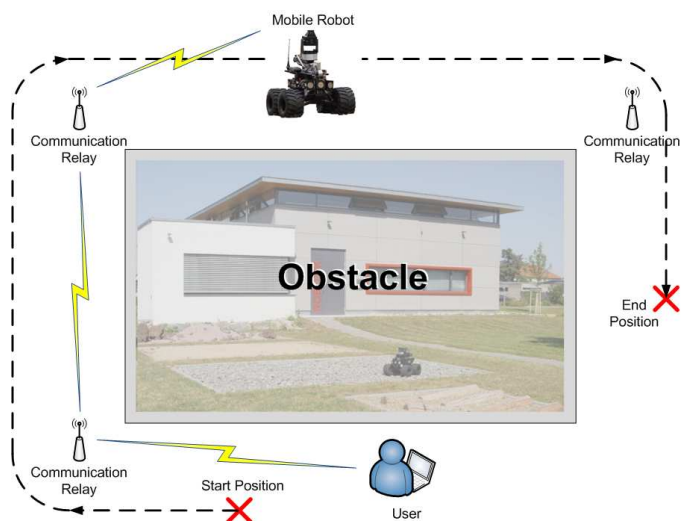 Mobile Robot
Communication
Relay
Communication
Relay
Obstacle
End
Position
Communication
Relay
Start Position
User